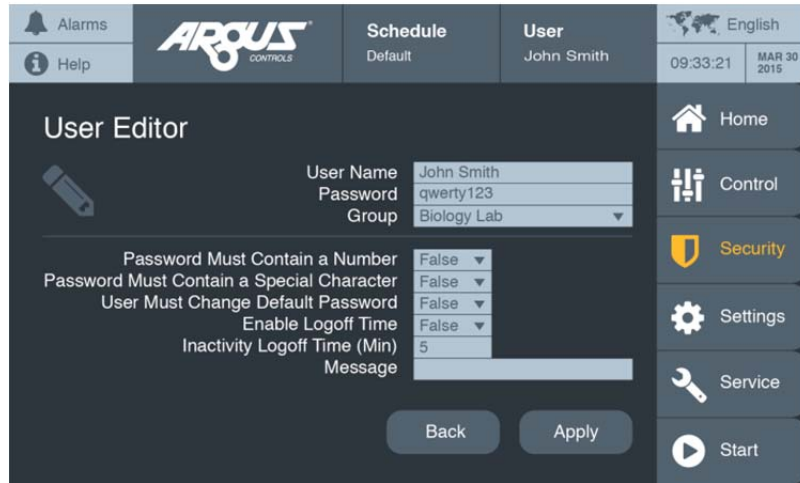 Alarms
Help
ARGUS
CONTROLS
Schedule
Default
User
John Smith
English
09:33:21
MAR 30
2015
User Editor
User Name John Smith
Password qwerty123
Group Biology Lab
Password Must Contain a Number False
Password Must Contain a Special Character False
User Must Change Default Password False
Enable Logoff Time False
Inactivity Logoff Time (Min) 5
Message
Back
Apply
Home
Control
Security
Settings
Service
Start